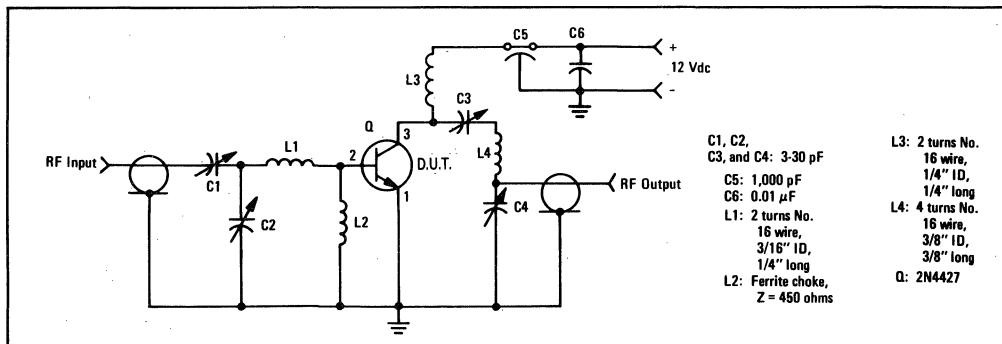 C5
C6
+
12 Vdc
-
L3
C3
Q
3
L1
2
D.U.T.
L4
RF Input
RF Output
C1
1
C4
C2
L2
C1, C2,
C3, and C4: 3-30 pF
C5: 1,000 pF
C6: 0.01 μF
L1: 2 turns No.
16 wire,
3/16" ID,
1/4" long
L2: Ferrite choke,
Z = 450 ohms
L3: 2 turns No.
16 wire,
1/4" ID,
1/4" long
L4: 4 turns No.
16 wire,
3/8" ID,
3/8" long
Q: 2N4427